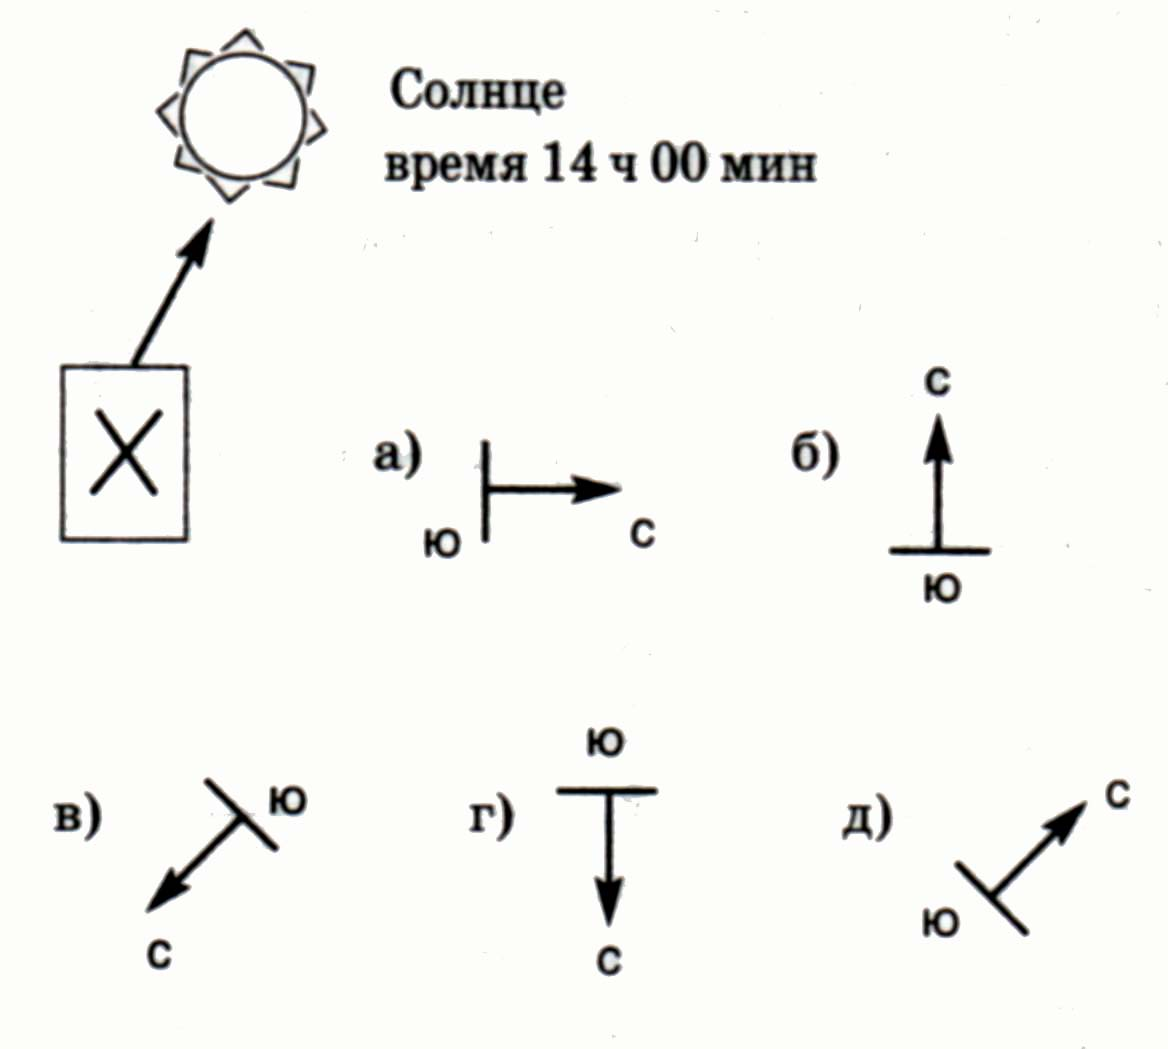 Солнце
время 14 ч 00 мин
а)
Ю
С
б)
С
Ю
в)
Ю
С
г)
Ю
С
д)
С
Ю